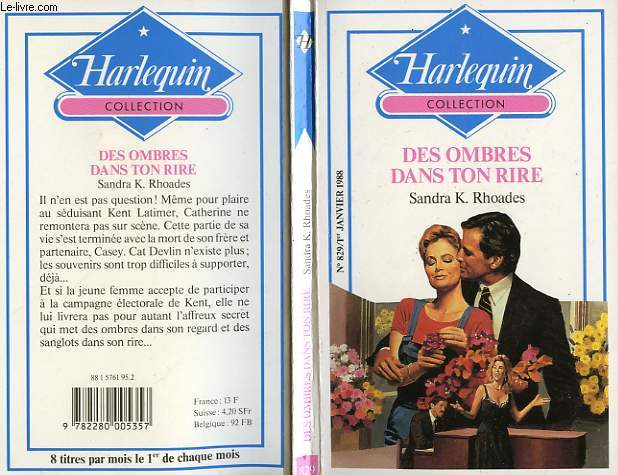 Le-livre.com
Harlequin
COLLECTION
DES OMBRES
DANS TON RIRE
Sandra K. Rhoades
Il n'en est pas question ! Même pour plaire
au séduisant Kent Latimer, Catherine ne
remontera pas sur scène. Cette partie de sa
vie s'est terminée avec la mort de son frère et
partenaire, Casey. Cat Devlin n'existe plus ;
les souvenirs sont trop difficiles à supporter,
déjà...
Et si la jeune femme accepte de participer
à la campagne électorale de Kent, elle ne
lui livrera pas pour autant l'affreux secret
qui met des ombres dans son regard et des
sanglots dans son rire...
88 1 5761 95.2
9 782280 005357
France : 13 F
Suisse : 4,20 SFr
Belgique : 92 FB
8 titres par mois le 1er de chaque mois
H
Sandra K. Rhoades
DES OMBRES DANS TON RIRE
829
Harlequin
COLLECTION
DES OMBRES
DANS TON RIRE
Sandra K. Rhoades
N° 829/1er JANVIER 1988